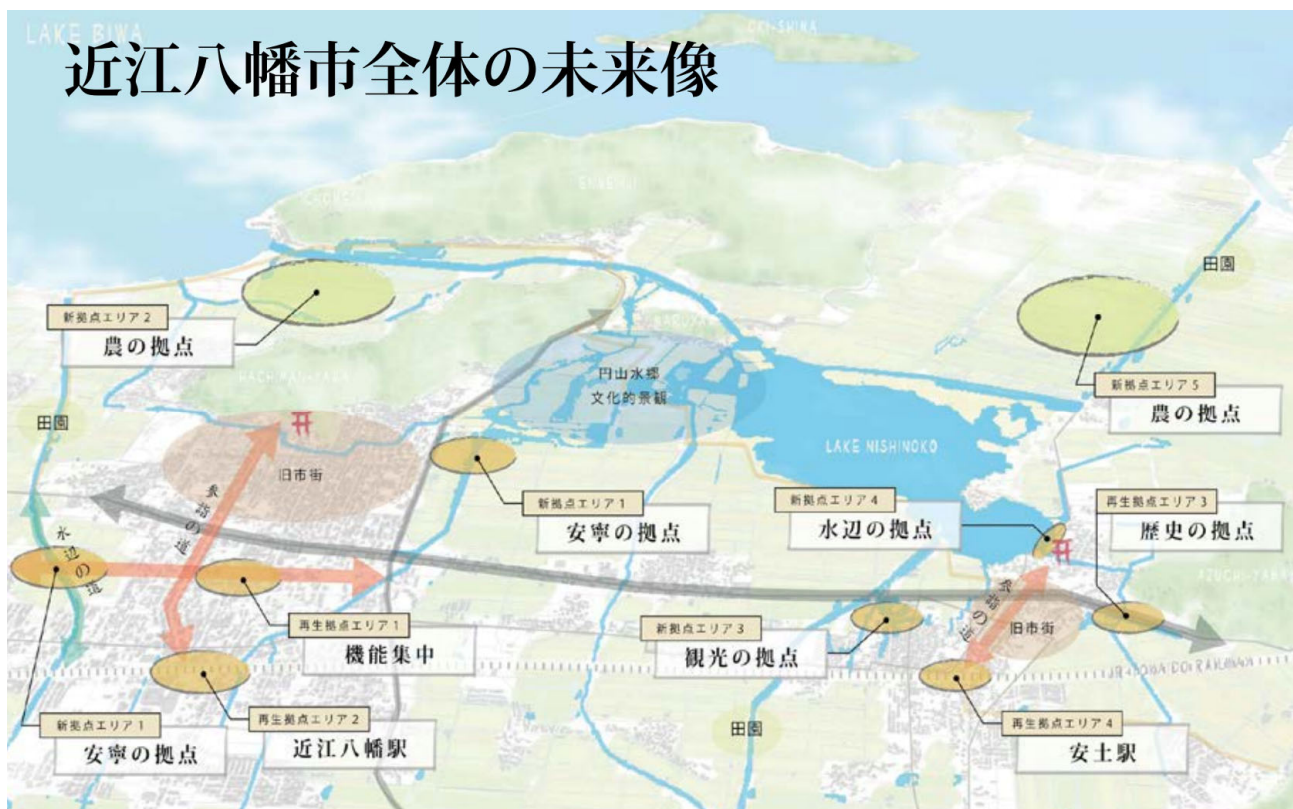 LAKE BIWA
近江八幡市全体の未来像
OKI-SHIMA
田園
新拠点エリア2
農の拠点
円山水郷
文化的景観
新拠点エリア5
農の拠点
田園
旧市街
LAKE NISHINOKO
参詣の道
新拠点エリア1
安寧の拠点
新拠点エリア4
水辺の拠点
再生拠点エリア3
歴史の拠点
水辺の道
再生拠点エリア1
機能集中
新拠点エリア3
観光の拠点
参詣の道
旧市街
新拠点エリア1
安寧の拠点
再生拠点エリア2
近江八幡駅
田園
再生拠点エリア4
安土駅